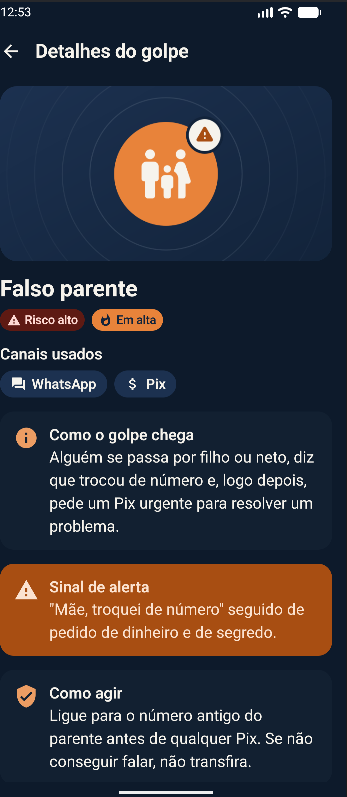 12:53
Detalhes do golpe
Falso parente
Risco alto
Em alta
Canais usados
WhatsApp
$ Pix
Como o golpe chega
Alguém se passa por filho ou neto, diz
que trocou de número e, logo depois,
pede um Pix urgente para resolver um
problema.
Sinal de alerta
"Mãe, troquei de número" seguido de
pedido de dinheiro e de segredo.
Como agir
Ligue para o número antigo do
parente antes de qualquer Pix. Se não
conseguir falar, não transfira.